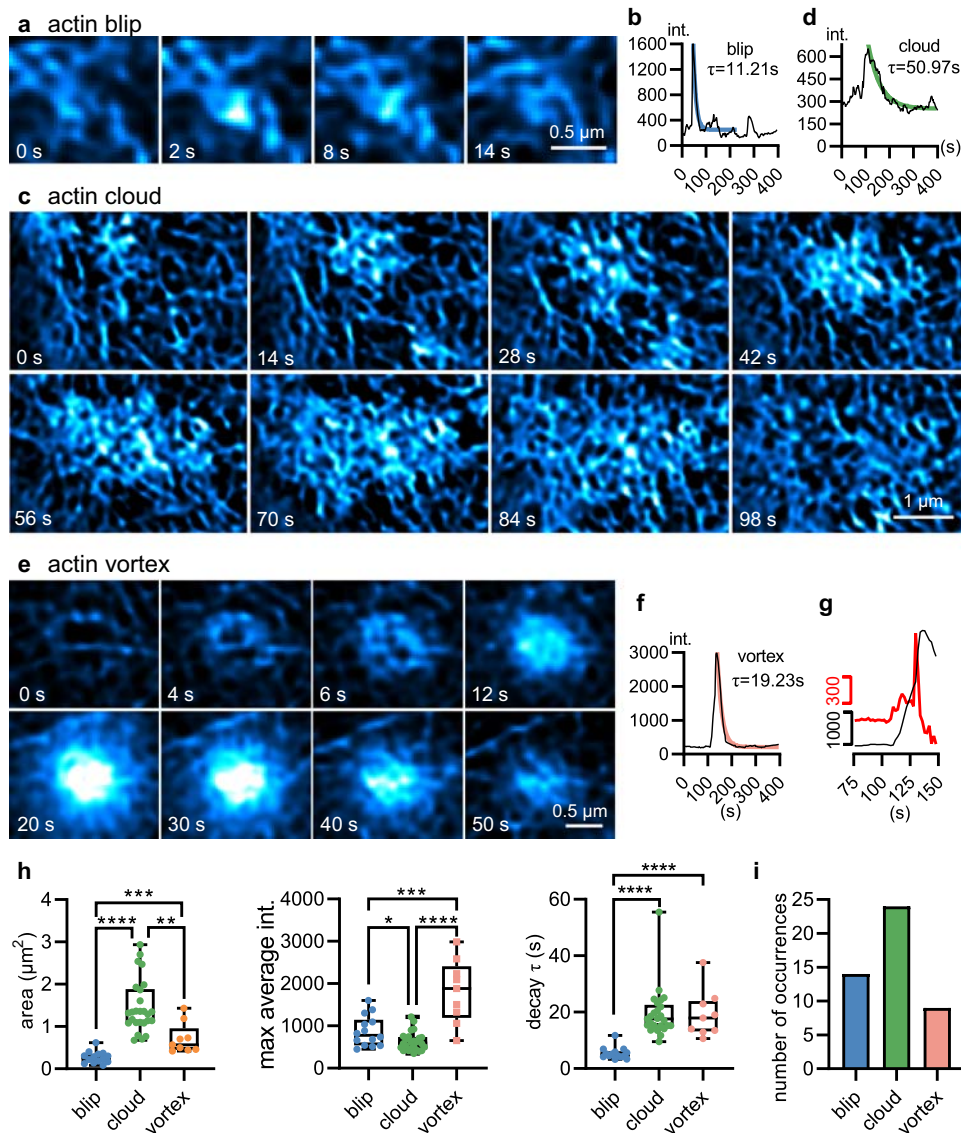 a actin blip
0 s
2 s
8 s
14 s
0.5 µm
b
int.
1600
1200
800
400
0
blip
τ=11.21s
0
100
200
300
400
d
int.
600
450
300
150
0
cloud
τ=50.97s
(s)
0
100
200
300
400
c actin cloud
0 s
14 s
28 s
42 s
56 s
70 s
84 s
98 s
1 µm
e actin vortex
0 s
4 s
6 s
12 s
20 s
30 s
40 s
50 s
0.5 µm
f
int.
3000
2000
1000
0
vortex
τ=19.23s
0
100
200
300
400
(s)
g
300
1000
75
100
125
150
(s)
h
area (µm²)
4
3
2
1
0
***
**** **
blip
cloud
vortex
max average int.
4000
3000
2000
1000
0
***
* ****
blip
cloud
vortex
decay τ (s)
60
40
20
0
****
****
blip
cloud
vortex
i
number of occurrences
25
20
15
10
5
0
blip
cloud
vortex